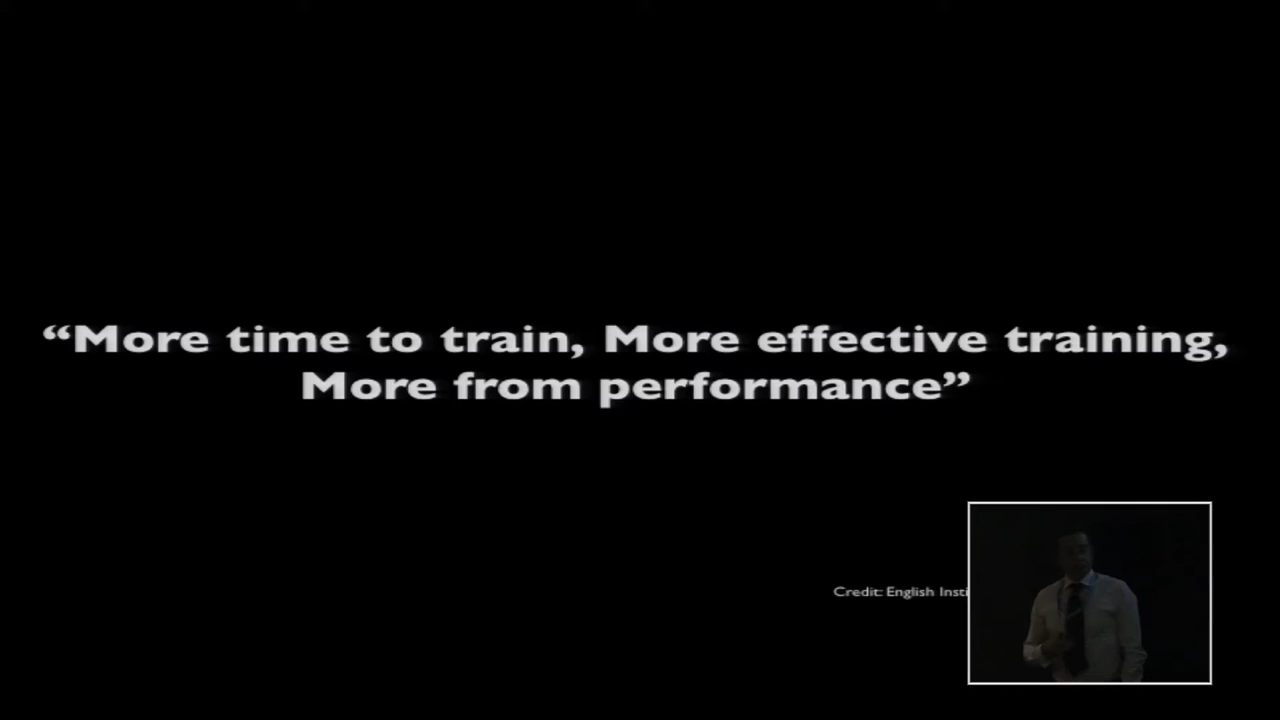 “More time to train, More effective training,
More from performance”
Credit: English